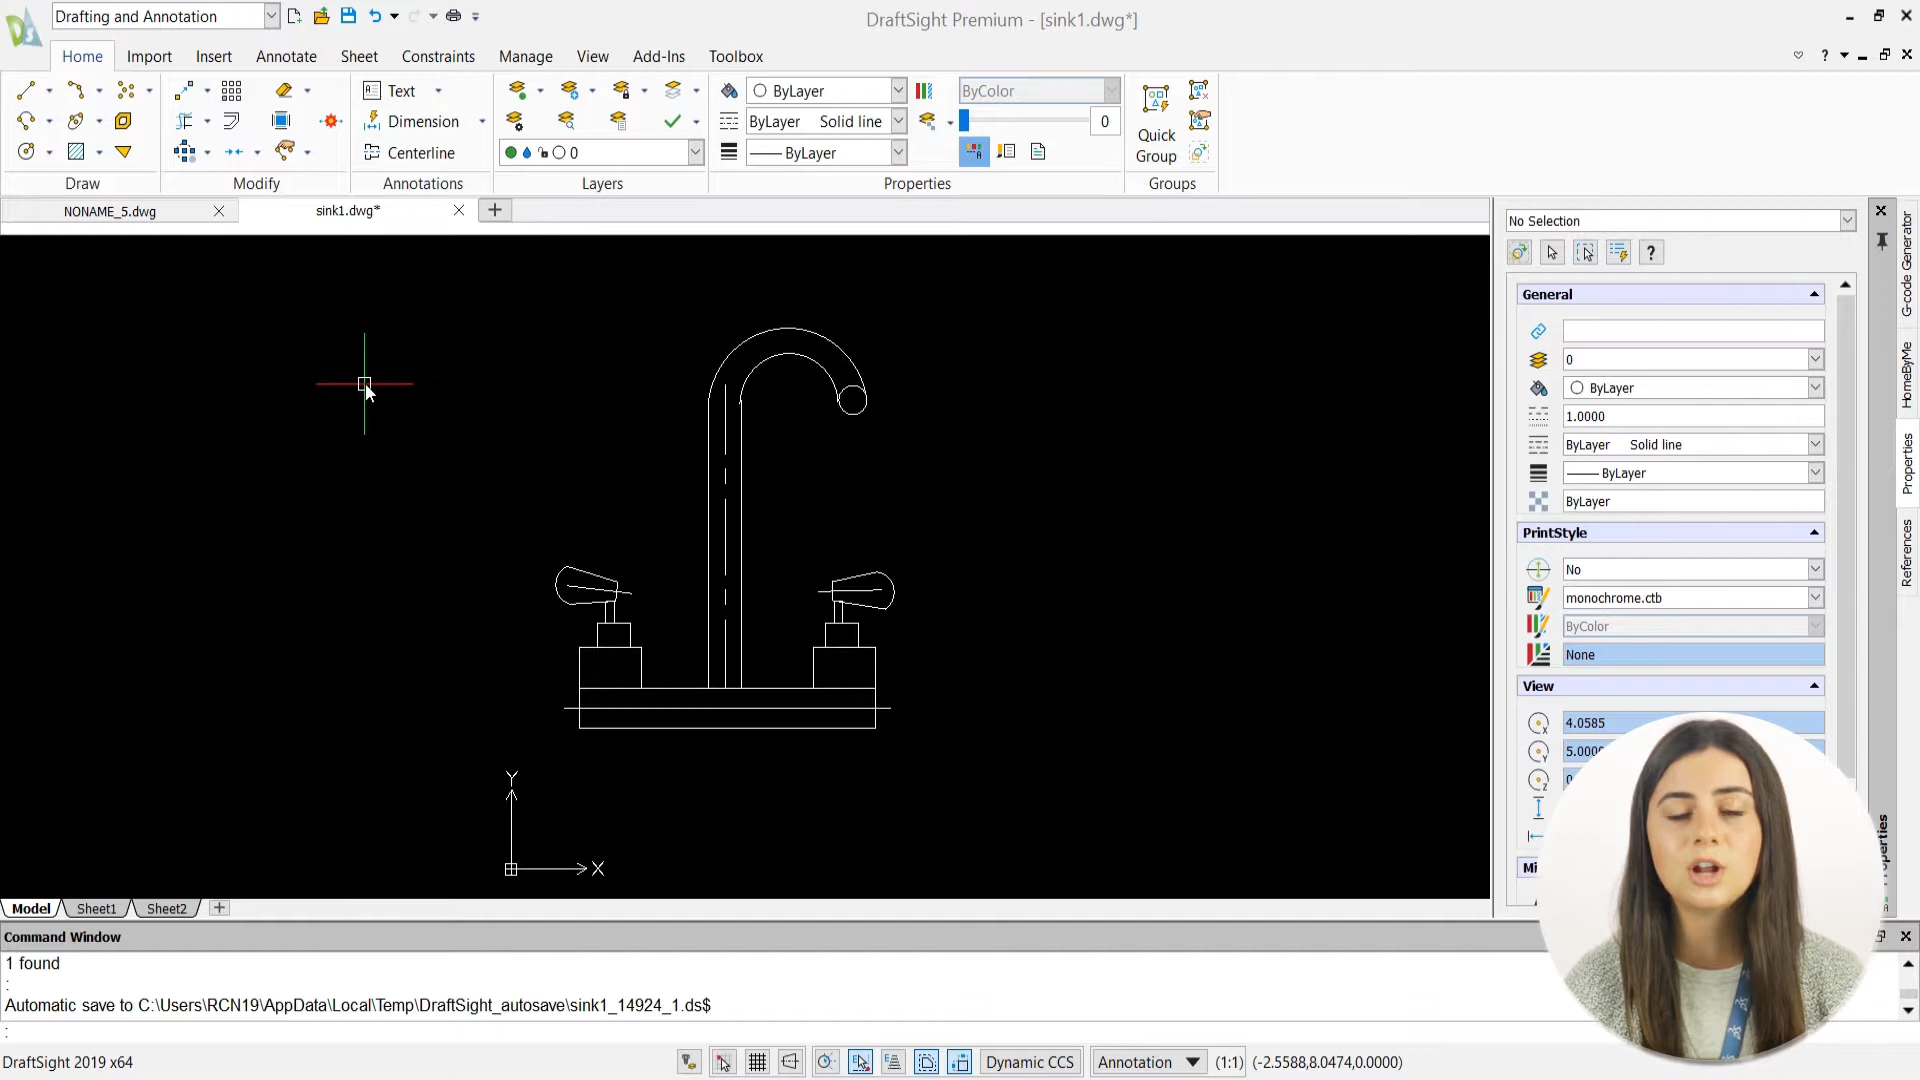 Drafting and Annotation
DraftSight Premium - [sink1.dwg*]
Home Import Insert Annotate Sheet Constraints Manage View Add-Ins Toolbox
Text
Dimension
Centerline
0
ByLayer
ByLayer Solid line
ByLayer
ByColor
0
Quick
Group
Draw
Modify
Annotations
Layers
Properties
Groups
NONAME_5.dwg
sink1.dwg*
No Selection
General
0
ByLayer
1.0000
ByLayer Solid line
ByLayer
ByLayer
PrintStyle
No
monochrome.ctb
ByColor
None
View
4.0585
G-code Generator
HomeByMe
Properties
References
Y
X
Model
Sheet1
Sheet2
Command Window
1 found
:
Automatic save to C:\Users\RCN19\AppData\Local\Temp\DraftSight_autosave\sink1_14924_1.ds$
:
DraftSight 2019 x64
Dynamic CCS
Annotation
(1:1)
(-2.5588,8.0474,0.0000)